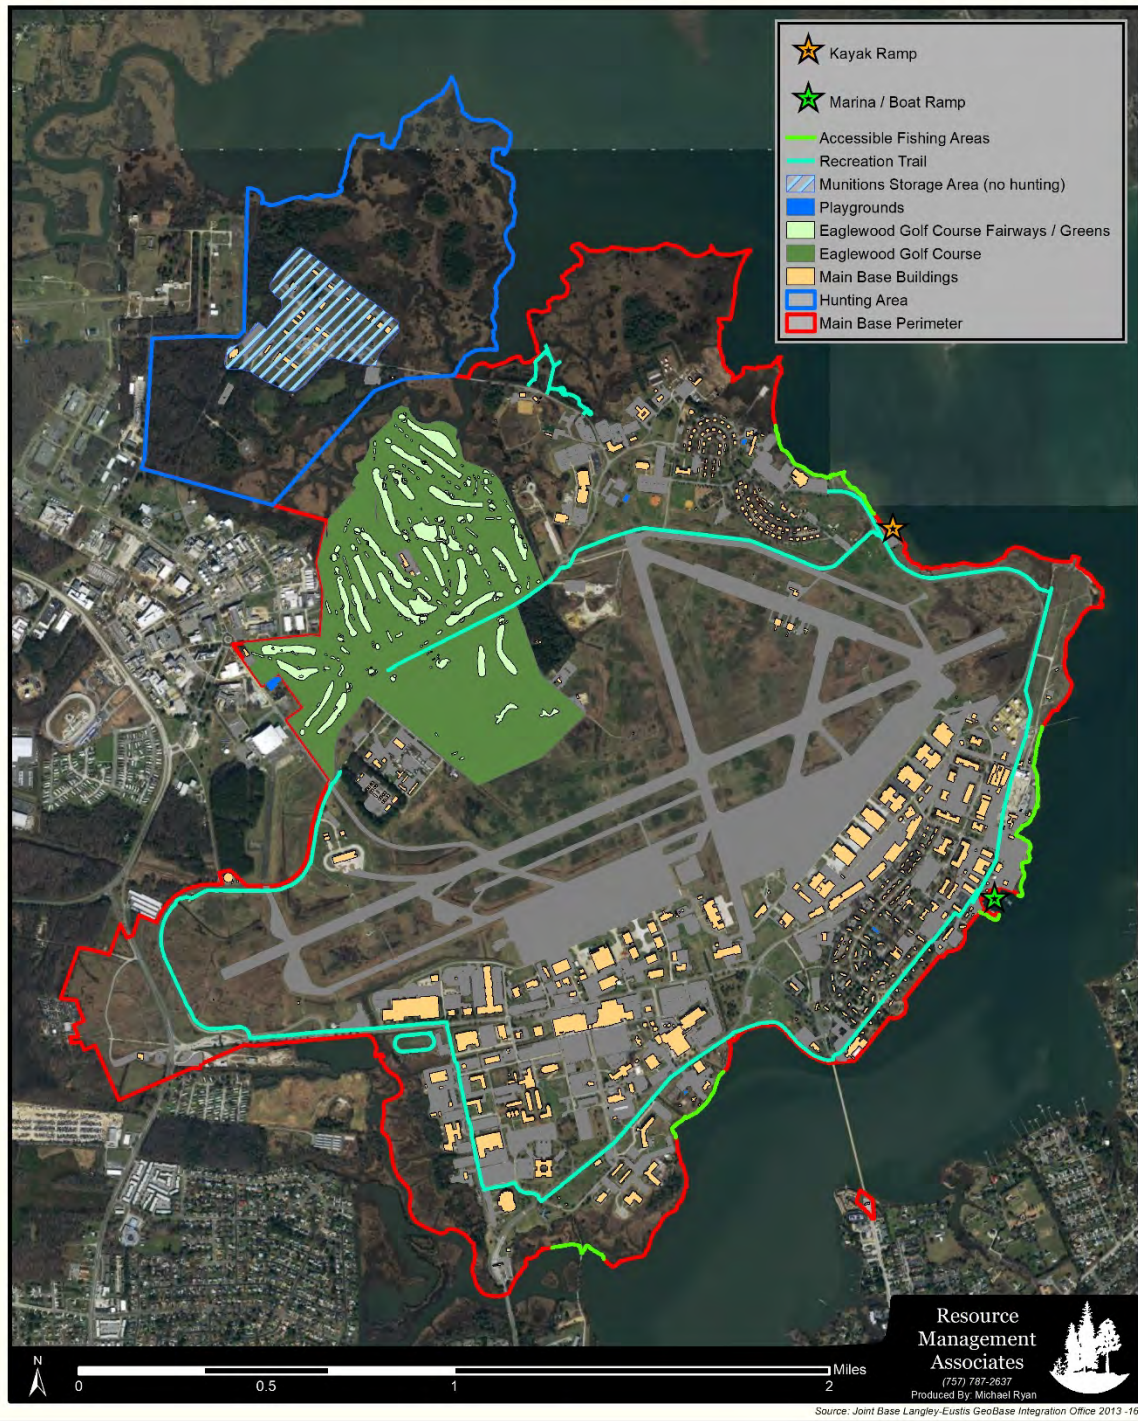 Kayak Ramp
Marina / Boat Ramp
Accessible Fishing Areas
Recreation Trail
Munitions Storage Area (no hunting)
Playgrounds
Eaglewood Golf Course Fairways / Greens
Eaglewood Golf Course
Main Base Buildings
Hunting Area
Main Base Perimeter
Resource
Management
Associates
(757) 787-2637
Produced By: Michael Ryan
N
Miles
0 0.5 1 2
Source: Joint Base Langley-Eustis GeoBase Integration Office 2013 -16